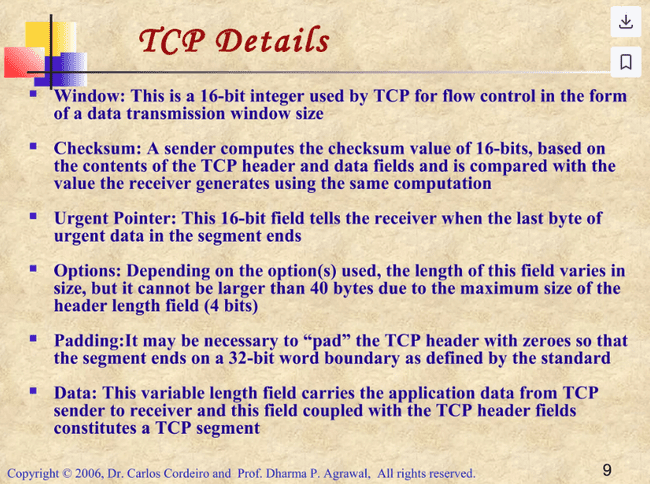 TCP Details
Window: This is a 16-bit integer used by TCP for flow control in the form
of a data transmission window size
Checksum: A sender computes the checksum value of 16-bits, based on
the contents of the TCP header and data fields and is compared with the
value the receiver generates using the same computation
Urgent Pointer: This 16-bit field tells the receiver when the last byte of
urgent data in the segment ends
Options: Depending on the option(s) used, the length of this field varies in
size, but it cannot be larger than 40 bytes due to the maximum size of the
header length field (4 bits)
Padding:It may be necessary to “pad” the TCP header with zeroes so that
the segment ends on a 32-bit word boundary as defined by the standard
Data: This variable length field carries the application data from TCP
sender to receiver and this field coupled with the TCP header fields
constitutes a TCP segment
Copyright © 2006, Dr. Carlos Cordeiro and Prof. Dharma P. Agrawal, All rights reserved.
9